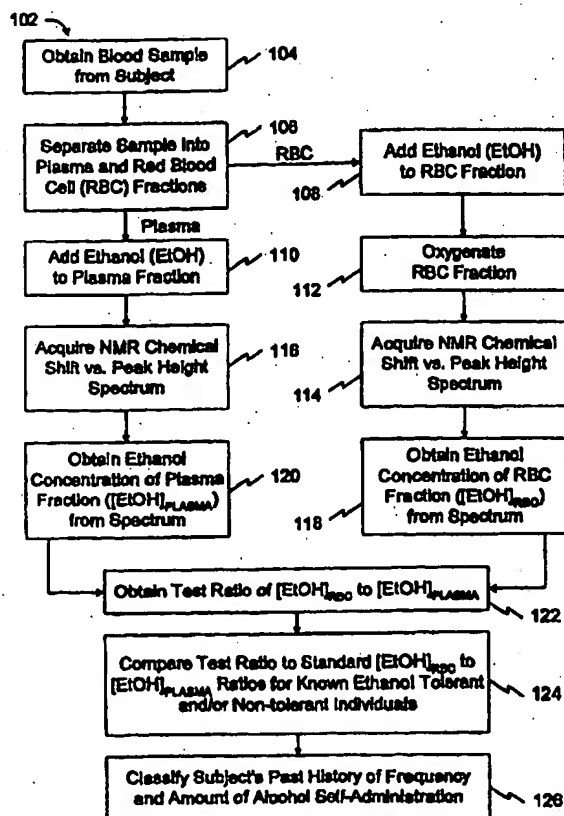 102
Obtain Blood Sample
from Subject
104
Separate Sample into
Plasma and Red Blood
Cell (RBC) Fractions
106
RBC
Add Ethanol (EtOH)
to RBC Fraction
108
Plasma
Add Ethanol (EtOH)
to Plasma Fraction
110
Oxygenate
RBC Fraction
112
Acquire NMR Chemical
Shift vs. Peak Height
Spectrum
116
Acquire NMR Chemical
Shift vs. Peak Height
Spectrum
114
Obtain Ethanol
Concentration of Plasma
Fraction ([EtOH]PLASMA)
from Spectrum
120
Obtain Ethanol
Concentration of RBC
Fraction ([EtOH]RBC)
from Spectrum
118
Obtain Test Ratio of [EtOH]RBC to [EtOH]PLASMA
122
Compare Test Ratio to Standard [EtOH]RBC to
[EtOH]PLASMA Ratios for Known Ethanol Tolerant
and/or Non-tolerant Individuals
124
Classify Subject's Past History of Frequency
and Amount of Alcohol Self-Administration
126